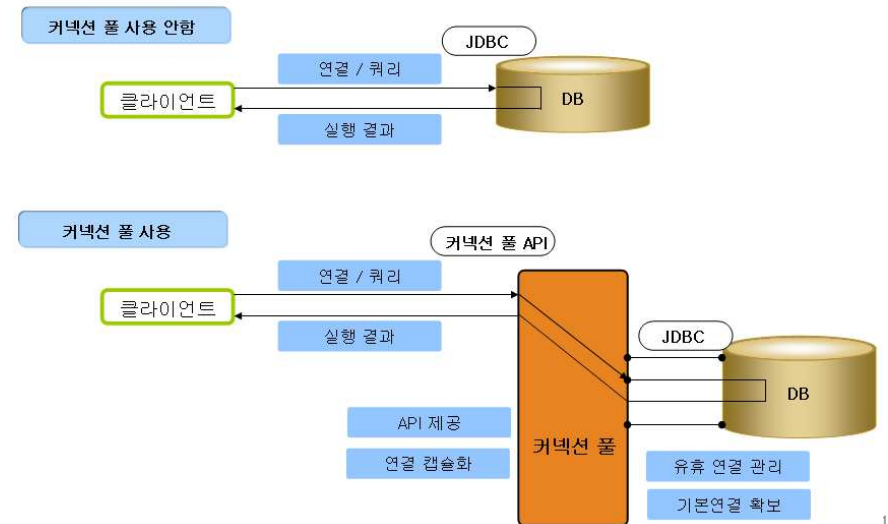 커넥션 풀 사용 안함
JDBC
연결 / 쿼리
클라이언트
DB
실행 결과
커넥션 풀 사용
커넥션 풀 API
연결 / 쿼리
클라이언트
실행 결과
JDBC
DB
API 제공
커넥션 풀
연결 캡슐화
유휴 연결 관리
기본연결 확보
1